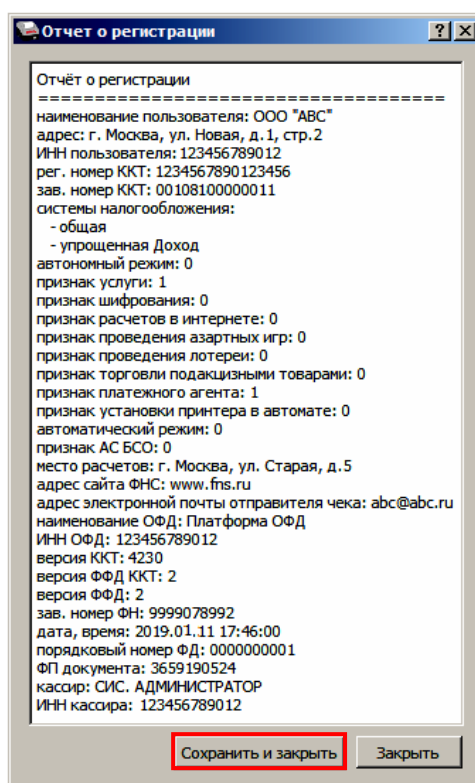 Отчет о регистрации
Отчёт о регистрации
====================================
наименование пользователя: ООО "АВС"
адрес: г. Москва, ул. Новая, д.1, стр.2
ИНН пользователя: 123456789012
рег. номер ККТ: 1234567890123456
зав. номер ККТ: 00108100000011
системы налогообложения:
- общая
- упрощенная Доход
автономный режим: 0
признак услуги: 1
признак шифрования: 0
признак расчетов в интернете: 0
признак проведения азартных игр: 0
признак проведения лотереи: 0
признак торговли подакцизными товарами: 0
признак платежного агента: 1
признак установки принтера в автомате: 0
автоматический режим: 0
признак АС БСО: 0
место расчетов: г. Москва, ул. Старая, д.5
адрес сайта ФНС: www.fns.ru
адрес электронной почты отправителя чека: abc@abc.ru
наименование ОФД: Платформа ОФД
ИНН ОФД: 123456789012
версия ККТ: 4230
версия ФФД ККТ: 2
версия ФФД: 2
зав. номер ФН: 9999078992
дата, время: 2019.01.11 17:46:00
порядковый номер ФД: 0000000001
ФП документа: 3659190524
кассир: СИС. АДМИНИСТРАТОР
ИНН кассира: 123456789012
Сохранить и закрыть Закрыть